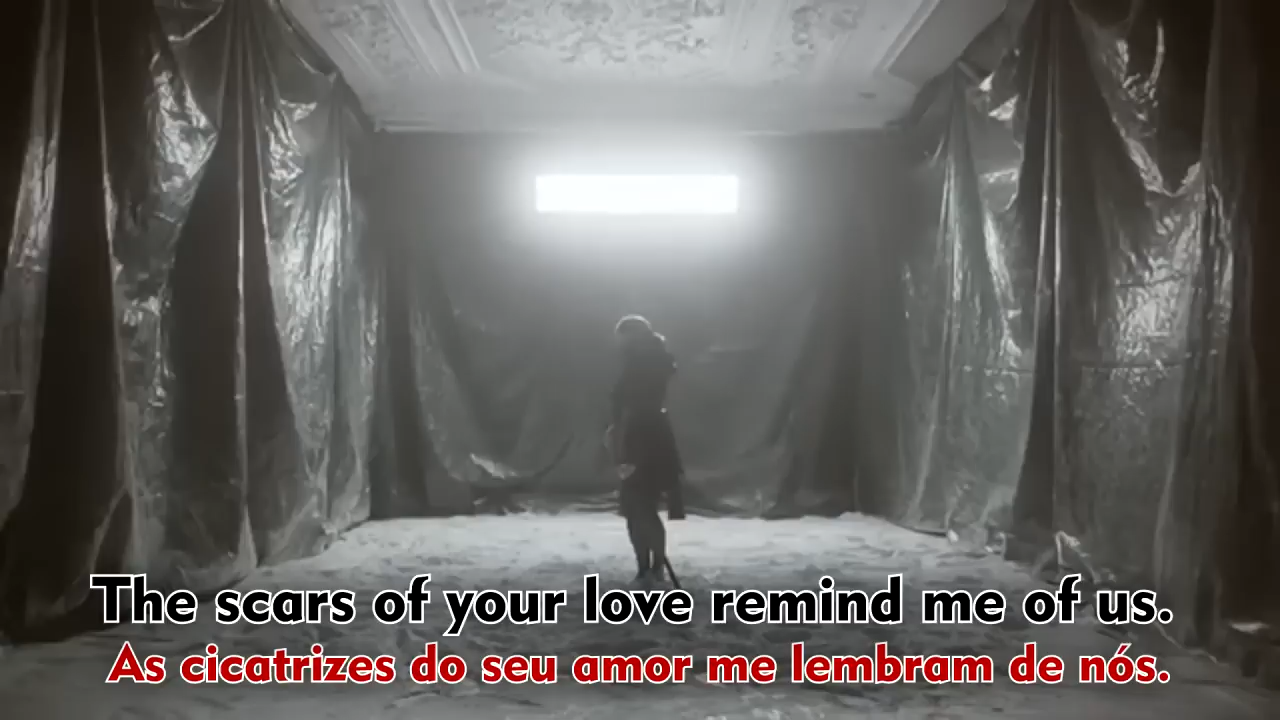 The scars of your love remind me of us.
As cicatrizes do seu amor me lembram de nós.